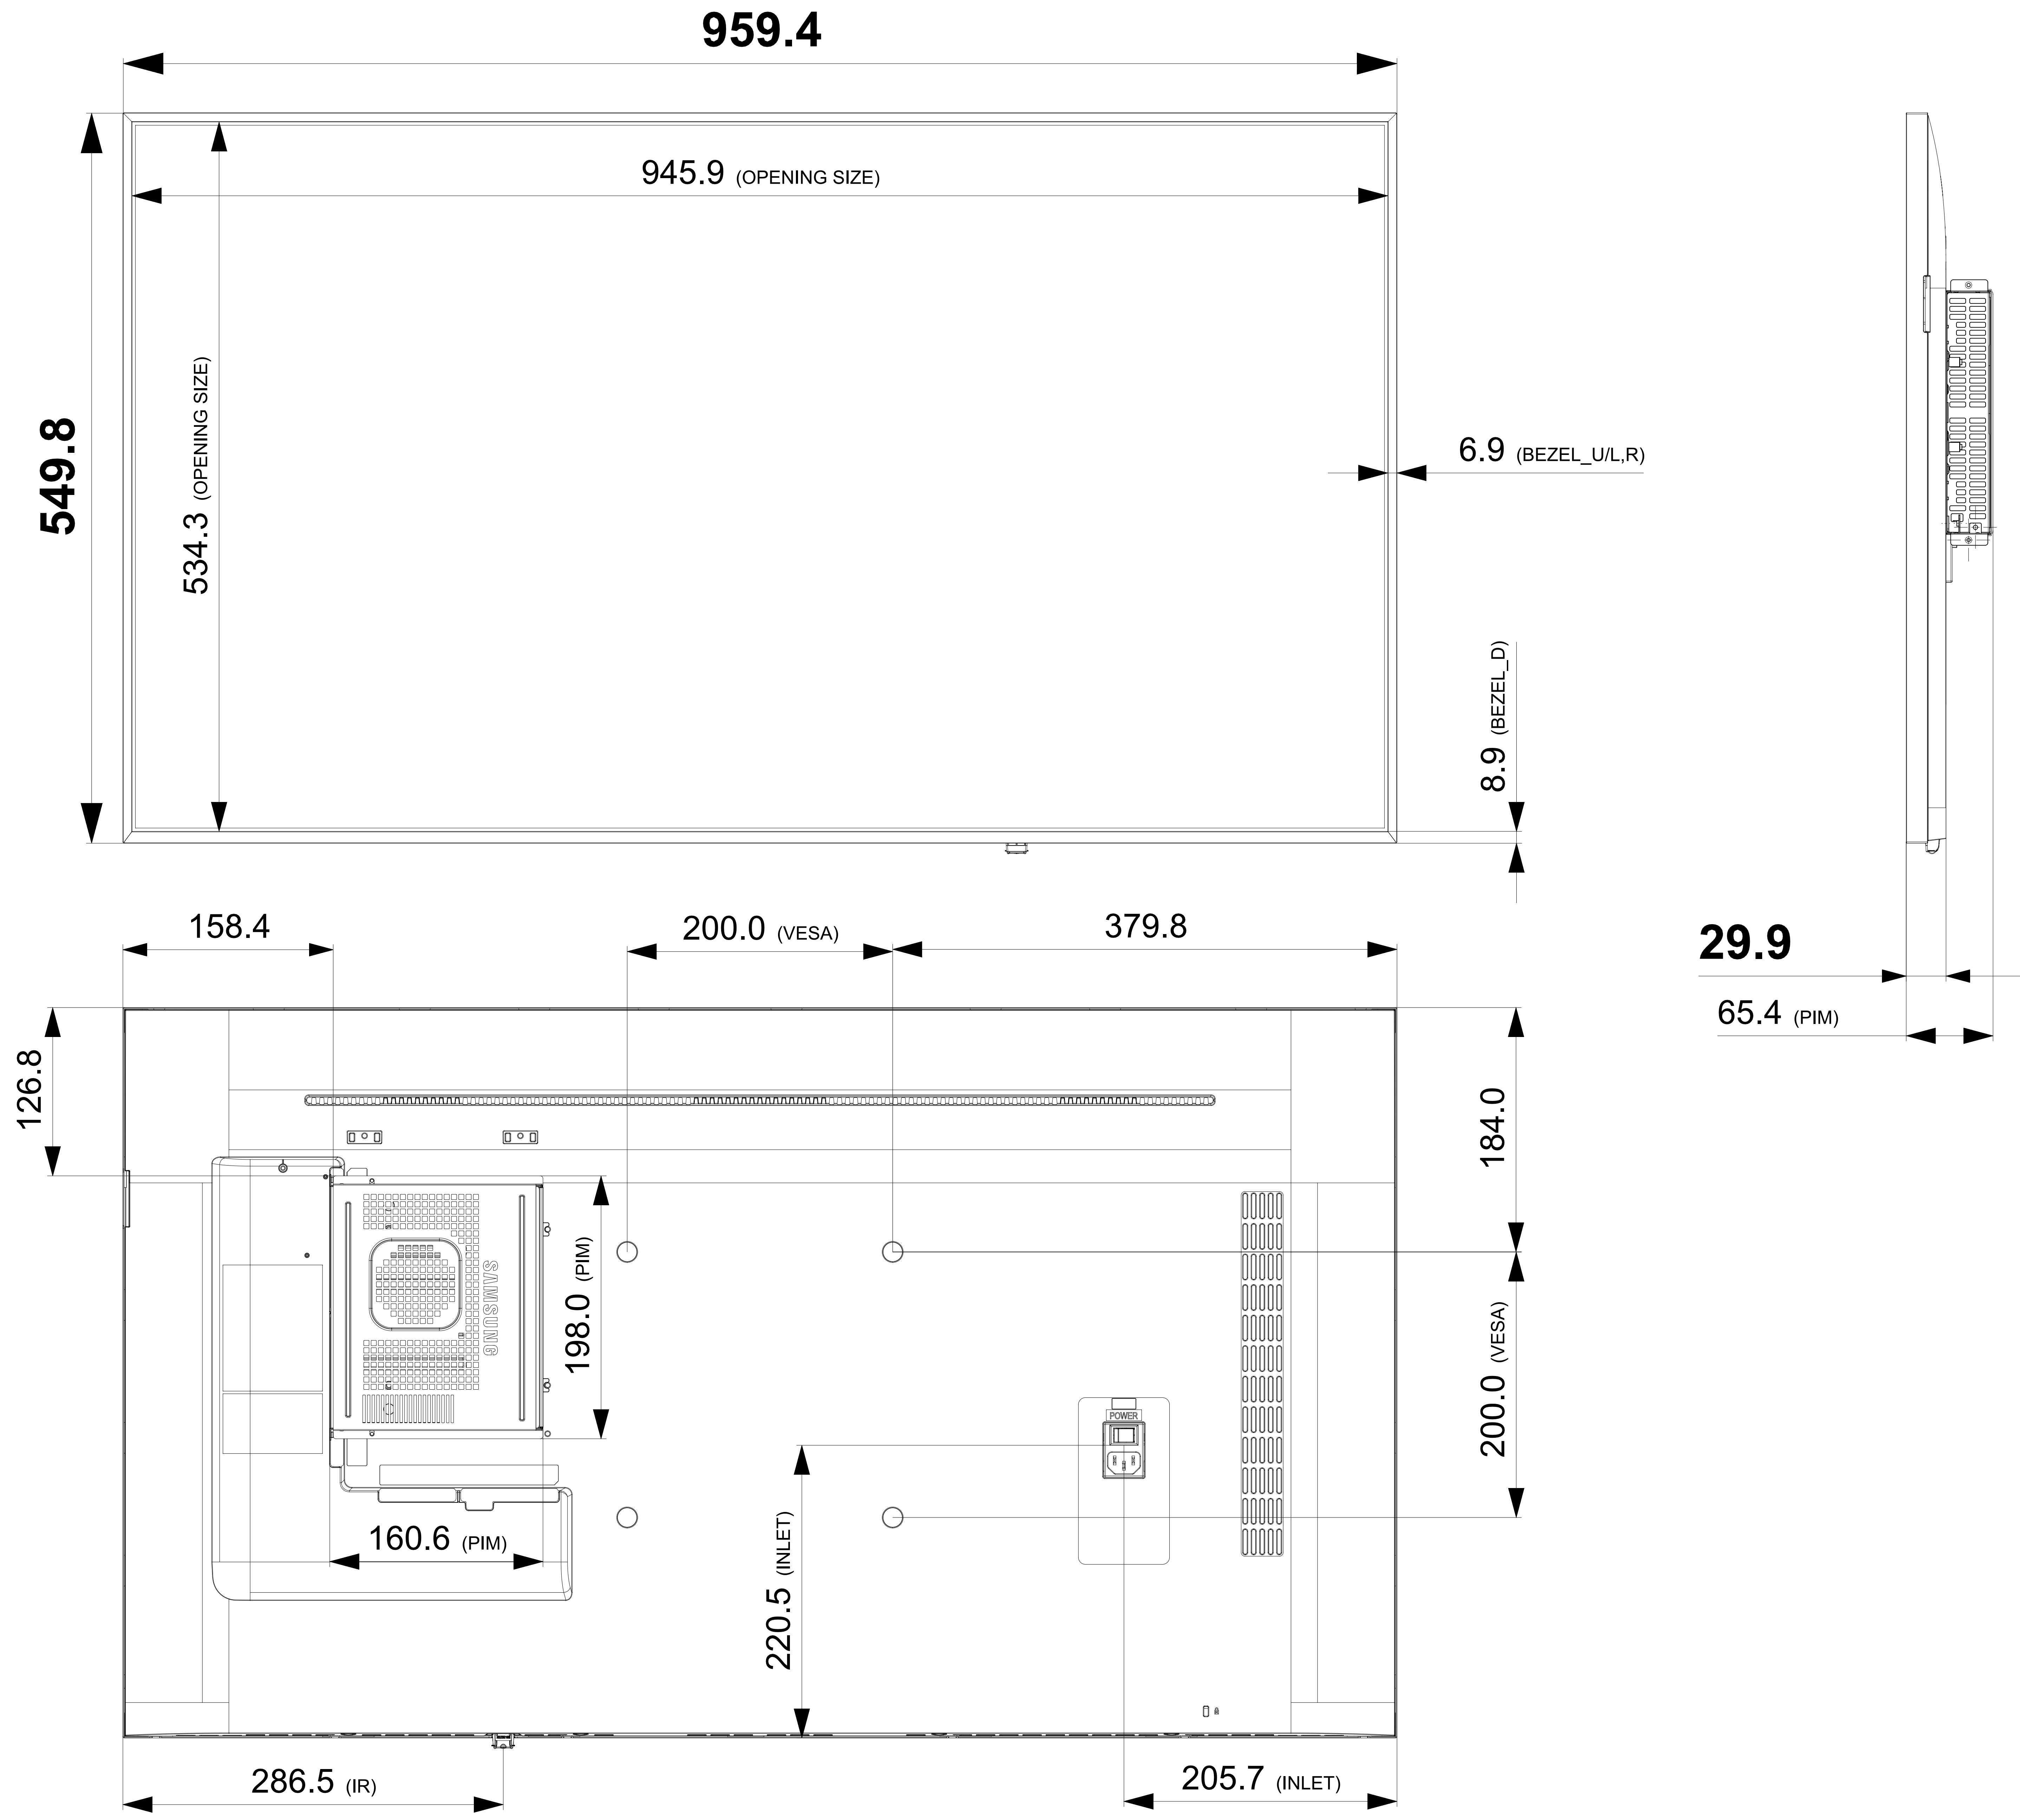 959.4
945.9 (OPENING SIZE)
549.8
534.3 (OPENING SIZE)
6.9 (BEZEL_U/L,R)
8.9 (BEZEL_D)
158.4
200.0 (VESA)
379.8
29.9
65.4 (PIM)
126.8
184.0
198.0 (PIM)
SAMSUNG
200.0 (VESA)
POWER
160.6 (PIM)
220.5 (INLET)
286.5 (IR)
205.7 (INLET)